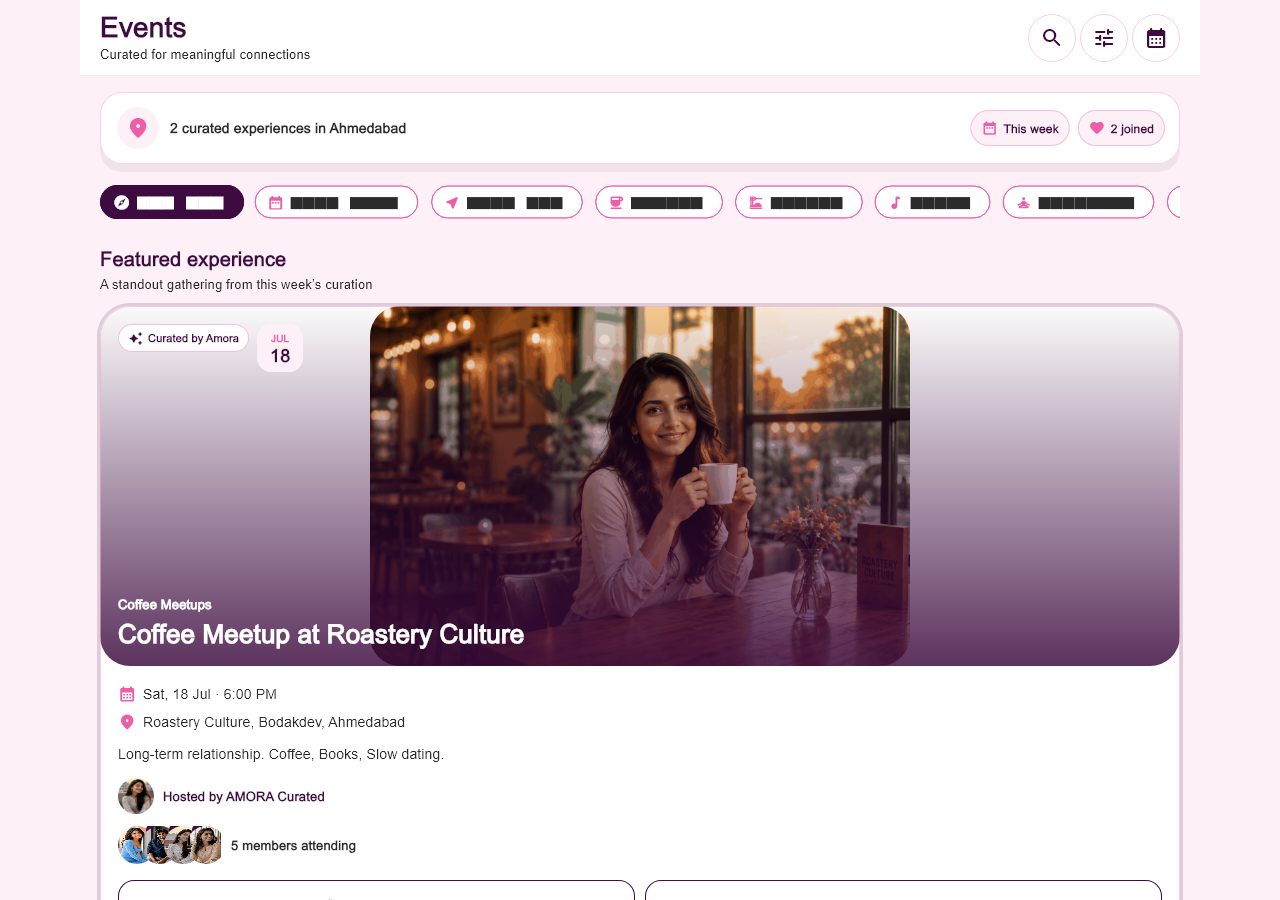 Events
Curated for meaningful connections
2 curated experiences in Ahmedabad
This week
2 joined
Featured experience
A standout gathering from this week’s curation
Curated by Amora
JUL
18
ROASTERY
CULTURE
Coffee Meetups
Coffee Meetup at Roastery Culture
Sat, 18 Jul · 6:00 PM
Roastery Culture, Bodakdev, Ahmedabad
Long-term relationship. Coffee, Books, Slow dating.
Hosted by AMORA Curated
5 members attending